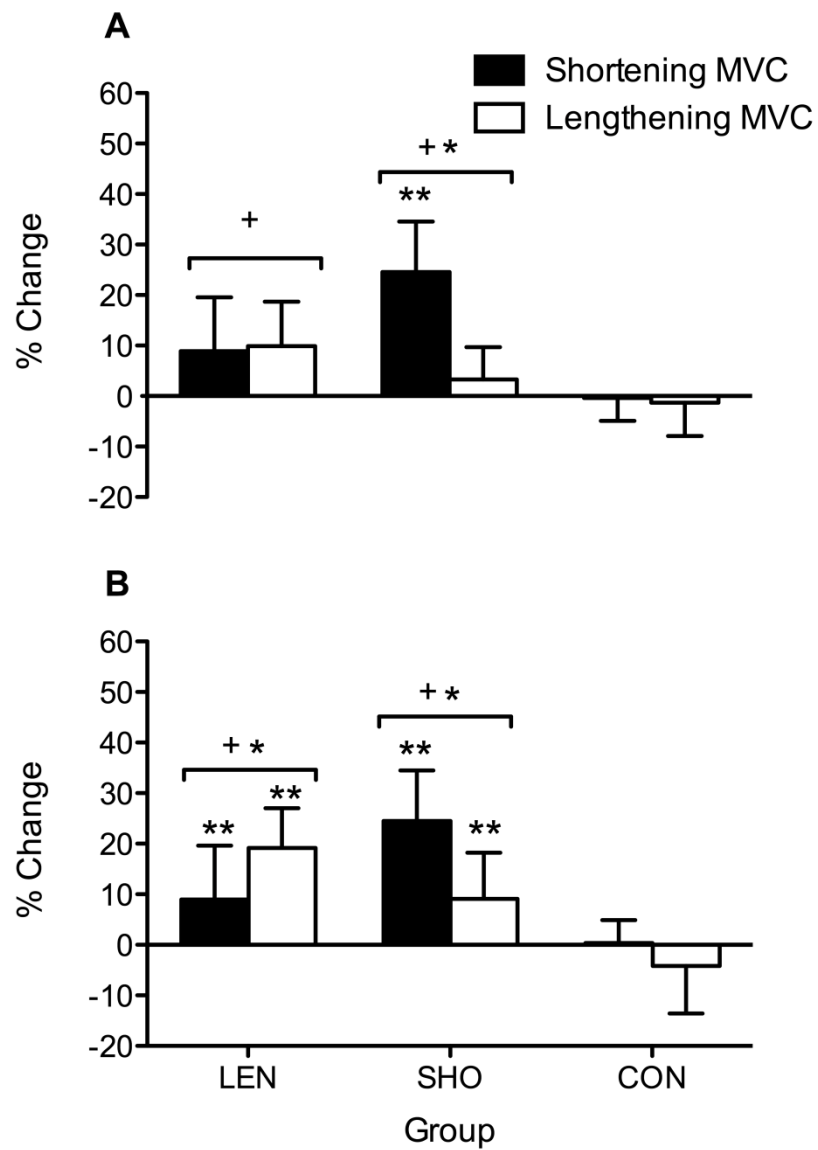 A
Shortening MVC
Lengthening MVC
% Change
60
50
40
30
20
10
0
-10
-20
+
+ *
**
B
% Change
60
50
40
30
20
10
0
-10
-20
+ *
**
**
+ *
**
**
LEN
SHO
CON
Group